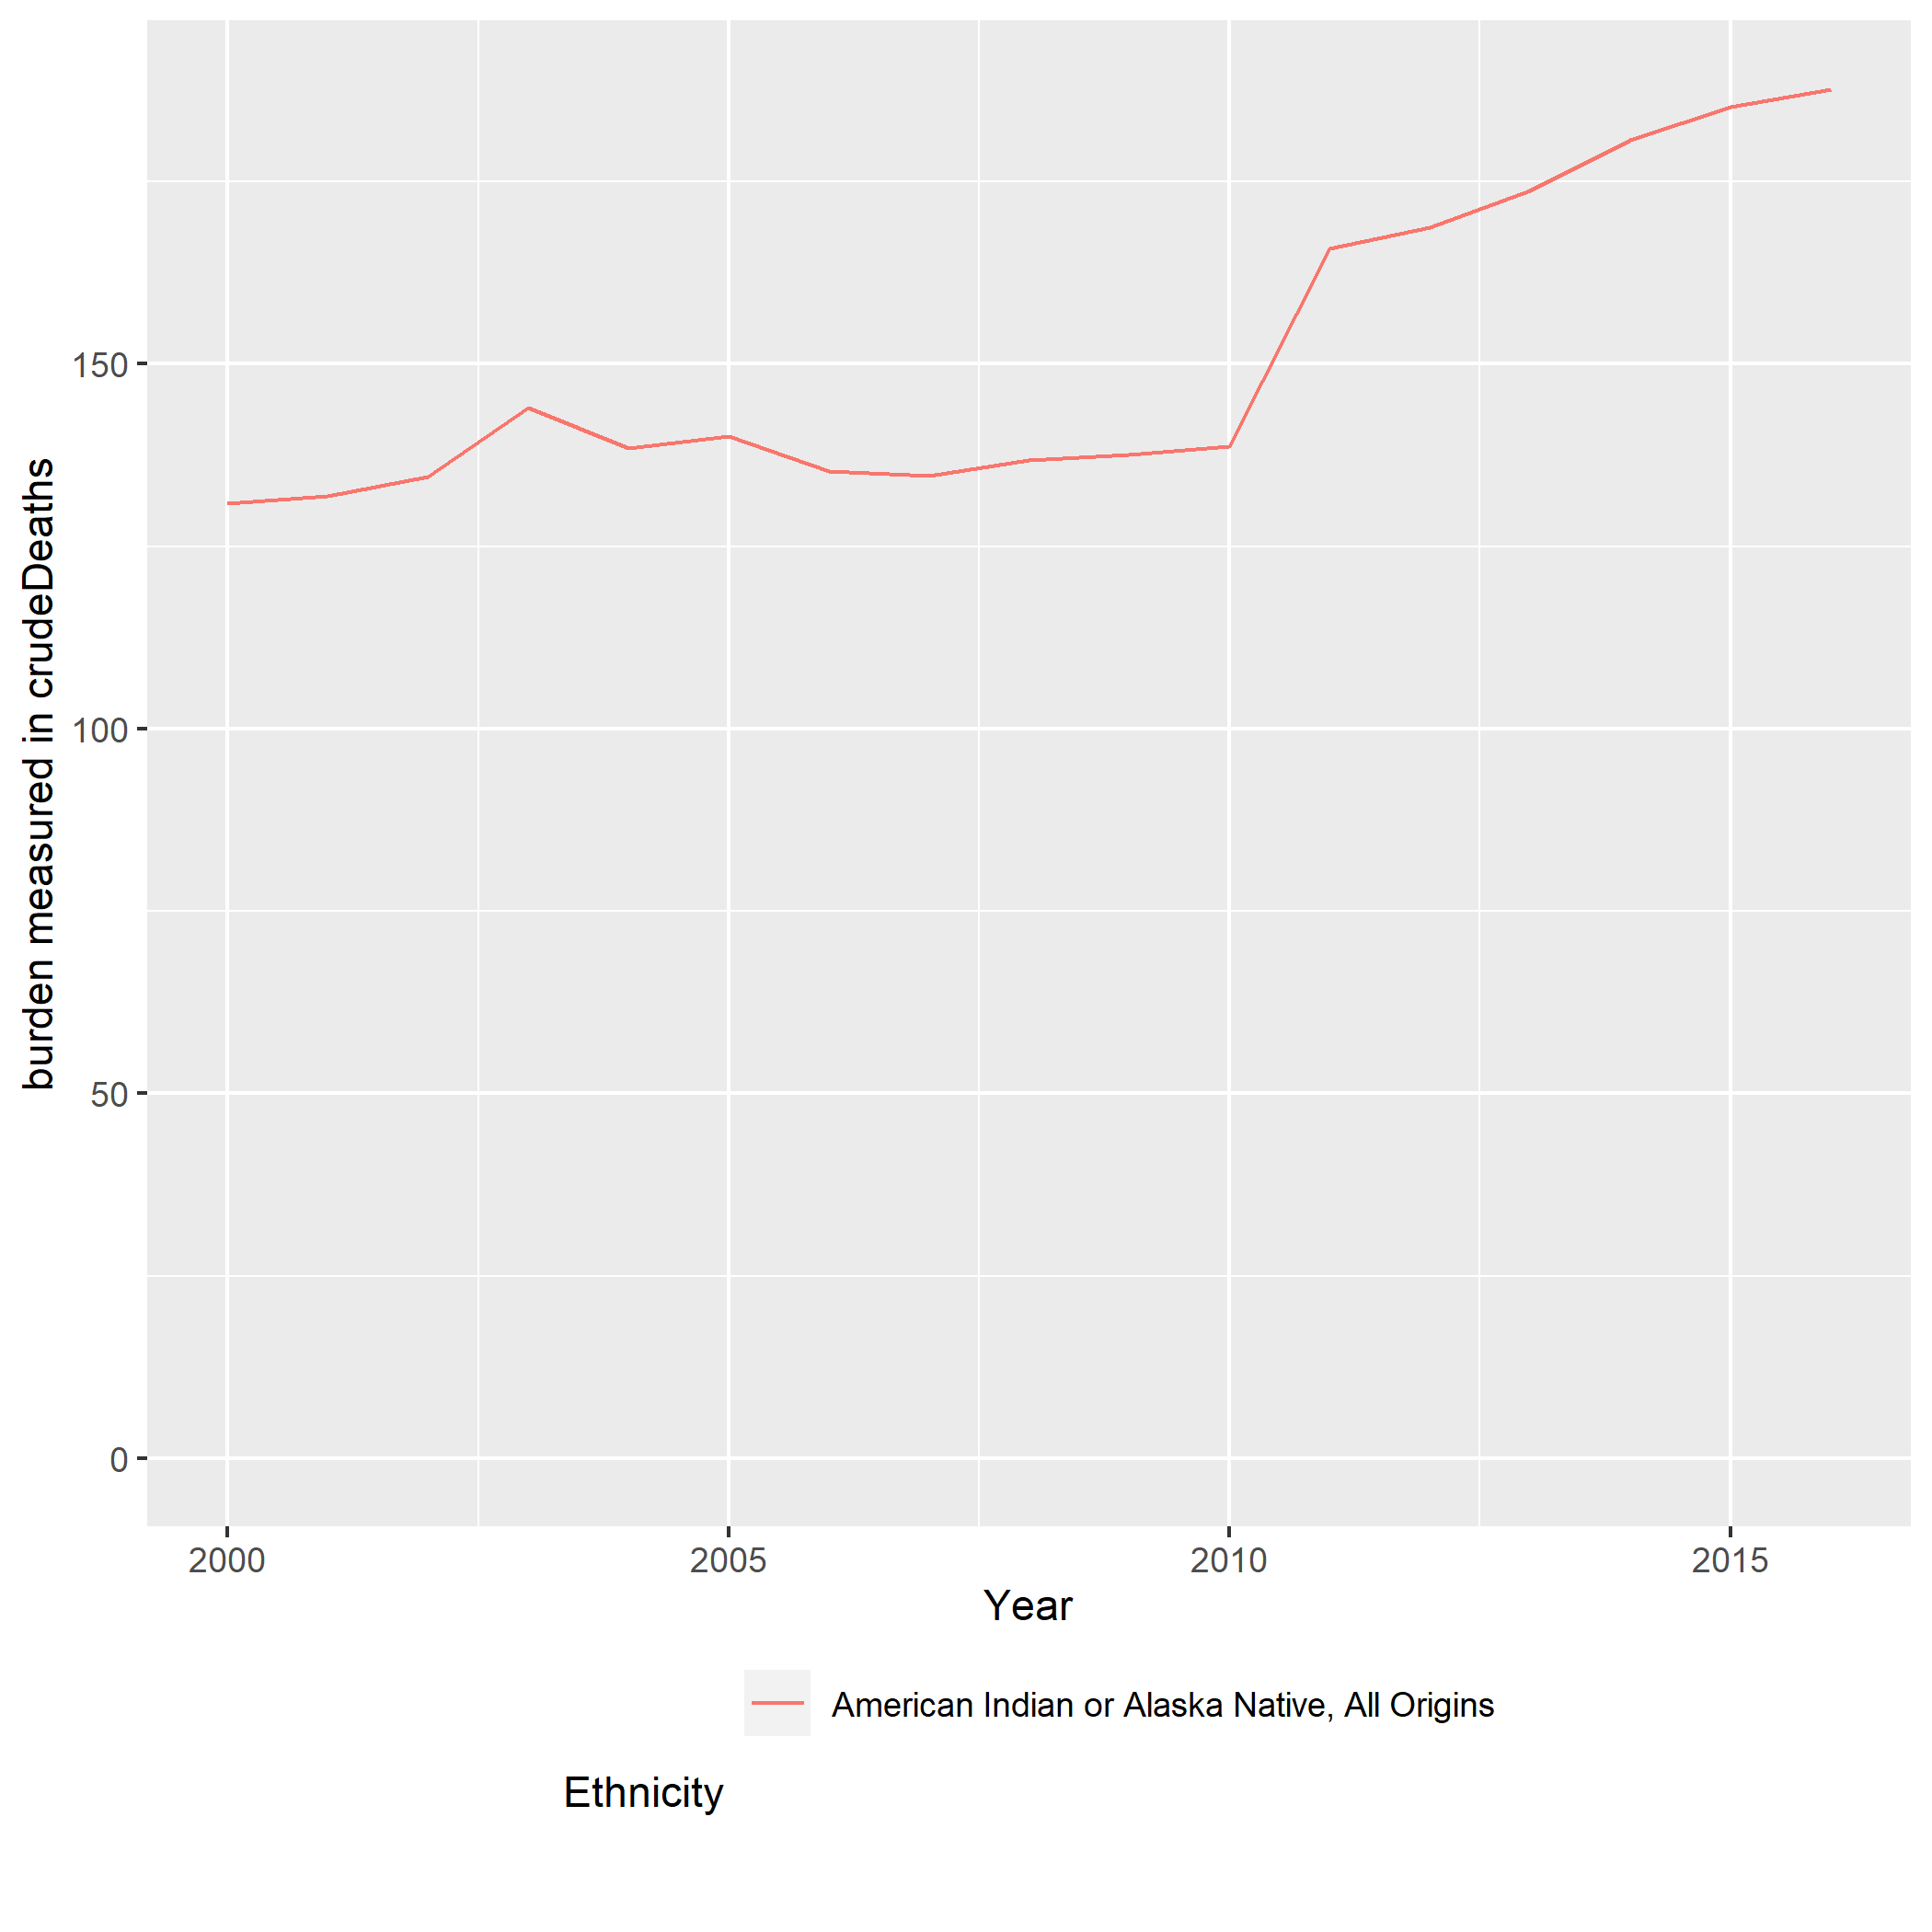 burden measured in crudeDeaths
150
100
50
0
2000 2005 2010 2015
Year
American Indian or Alaska Native, All Origins
Ethnicity